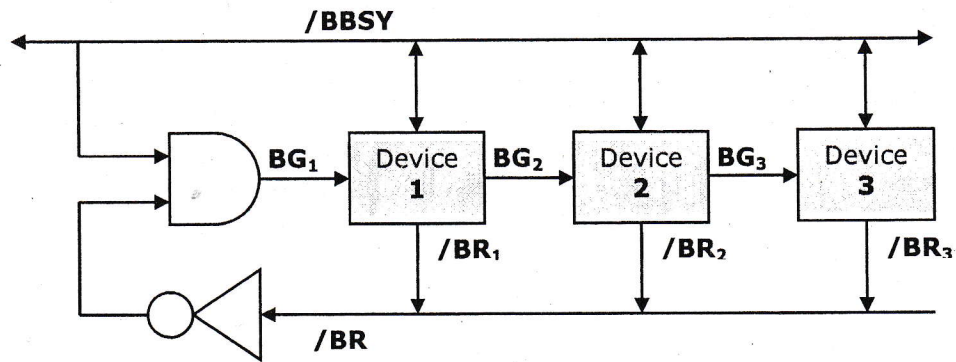 /BBSY
BG₁
Device
1
BG₂
Device
2
BG₃
Device
3
/BR₁
/BR₂
/BR₃
/BR